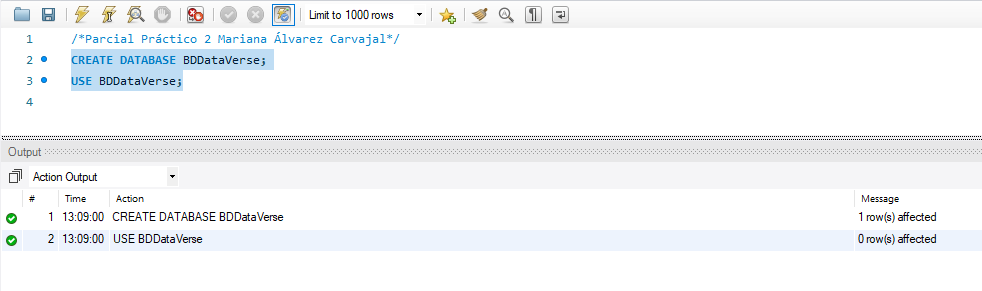 Limit to 1000 rows
1 /*Parcial Práctico 2 Mariana Álvarez Carvajal*/
2 CREATE DATABASE BDDataVerse;
3 USE BDDataVerse;
4
Output
Action Output
# Time Action Message
1 13:09:00 CREATE DATABASE BDDataVerse 1 row(s) affected
2 13:09:00 USE BDDataVerse 0 row(s) affected